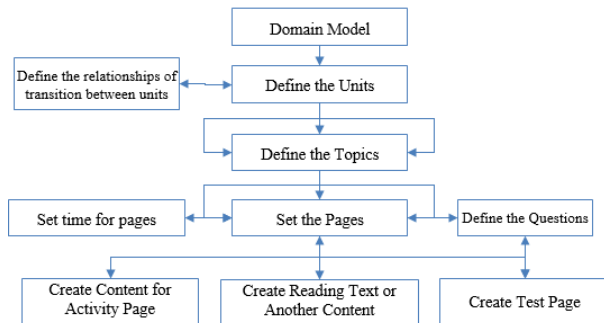 Domain Model
Define the relationships of
transition between units
Define the Units
Define the Topics
Set time for pages
Set the Pages
Define the Questions
Create Content for
Activity Page
Create Reading Text or
Another Content
Create Test Page